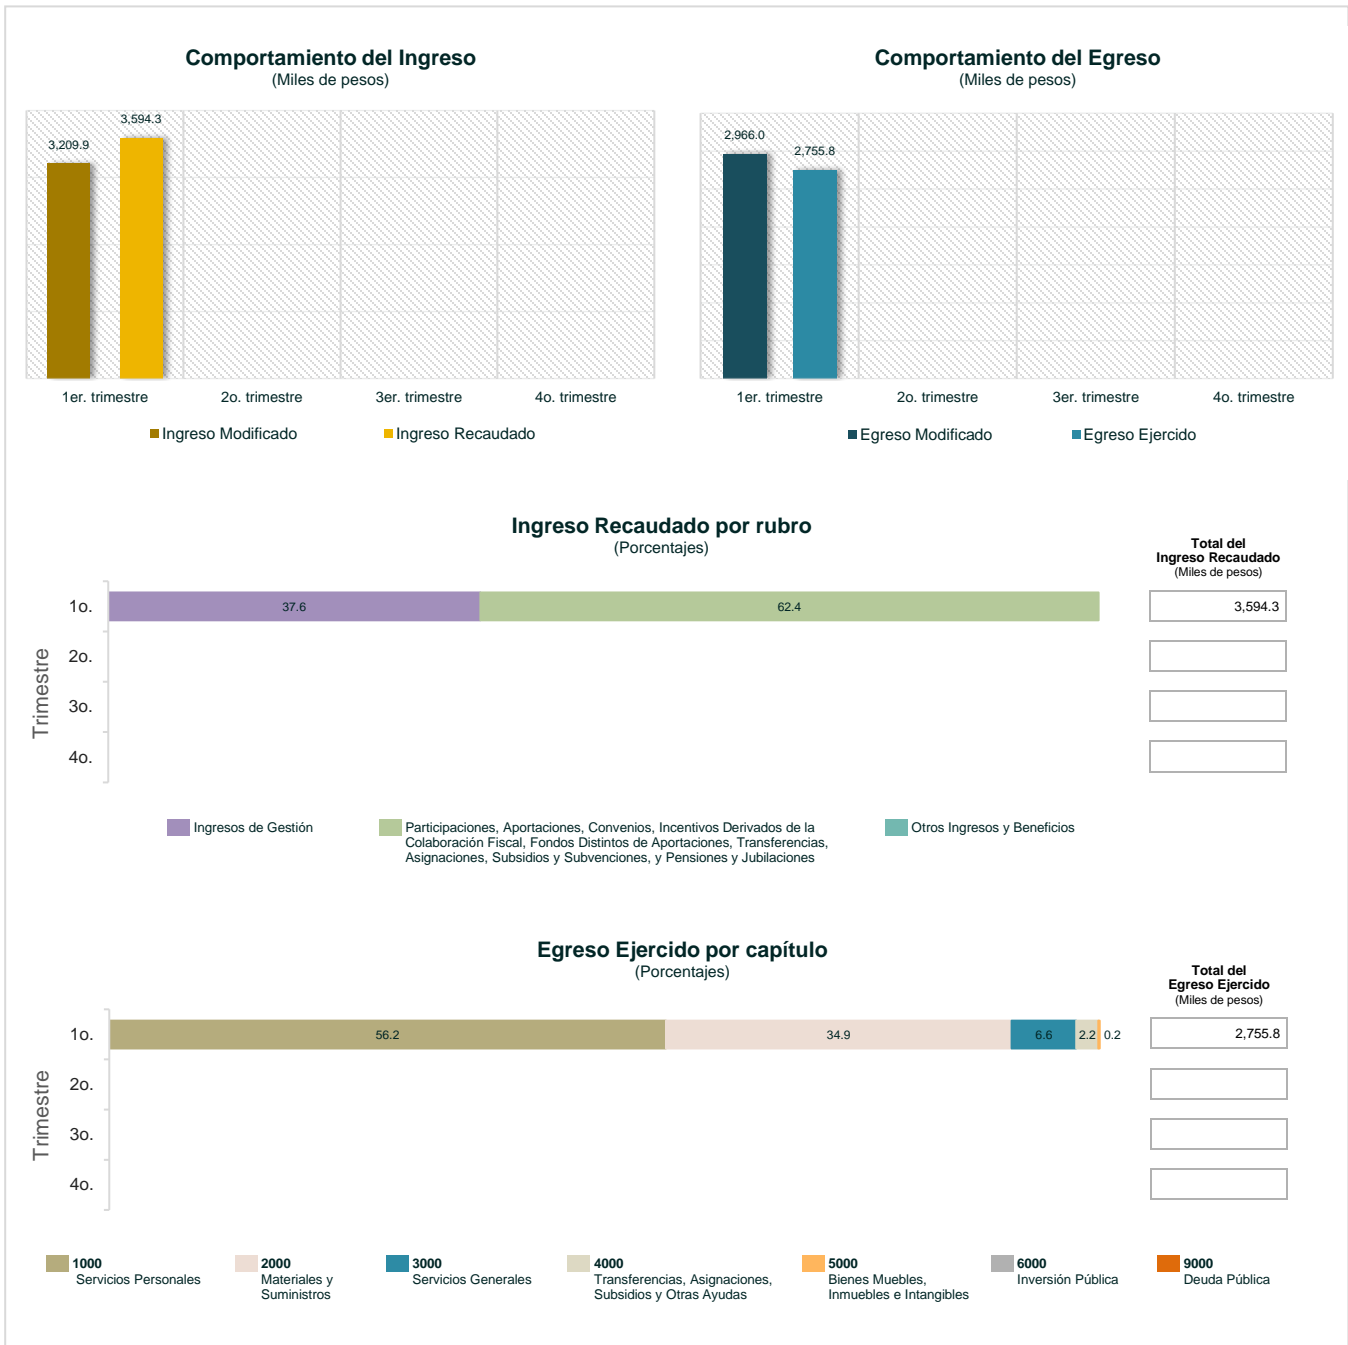 Comportamiento del Ingreso
(Miles de pesos)
3,209.9
3,594.3
1er. trimestre
2o. trimestre
3er. trimestre
4o. trimestre
Ingreso Modificado
Ingreso Recaudado
Comportamiento del Egreso
(Miles de pesos)
2,966.0
2,755.8
1er. trimestre
2o. trimestre
3er. trimestre
4o. trimestre
Egreso Modificado
Egreso Ejercido
Ingreso Recaudado por rubro
(Porcentajes)
Total del
Ingreso Recaudado
(Miles de pesos)
Trimestre
1o.
37.6
62.4
3,594.3
2o.
3o.
4o.
Ingresos de Gestión
Participaciones, Aportaciones, Convenios, Incentivos Derivados de la
Colaboración Fiscal, Fondos Distintos de Aportaciones, Transferencias,
Asignaciones, Subsidios y Subvenciones, y Pensiones y Jubilaciones
Otros Ingresos y Beneficios
Egreso Ejercido por capítulo
(Porcentajes)
Total del
Egreso Ejercido
(Miles de pesos)
Trimestre
1o.
56.2
34.9
6.6
2.2
0.2
2,755.8
2o.
3o.
4o.
1000
Servicios Personales
2000
Materiales y
Suministros
3000
Servicios Generales
4000
Transferencias, Asignaciones,
Subsidios y Otras Ayudas
5000
Bienes Muebles,
Inmuebles e Intangibles
6000
Inversión Pública
9000
Deuda Pública